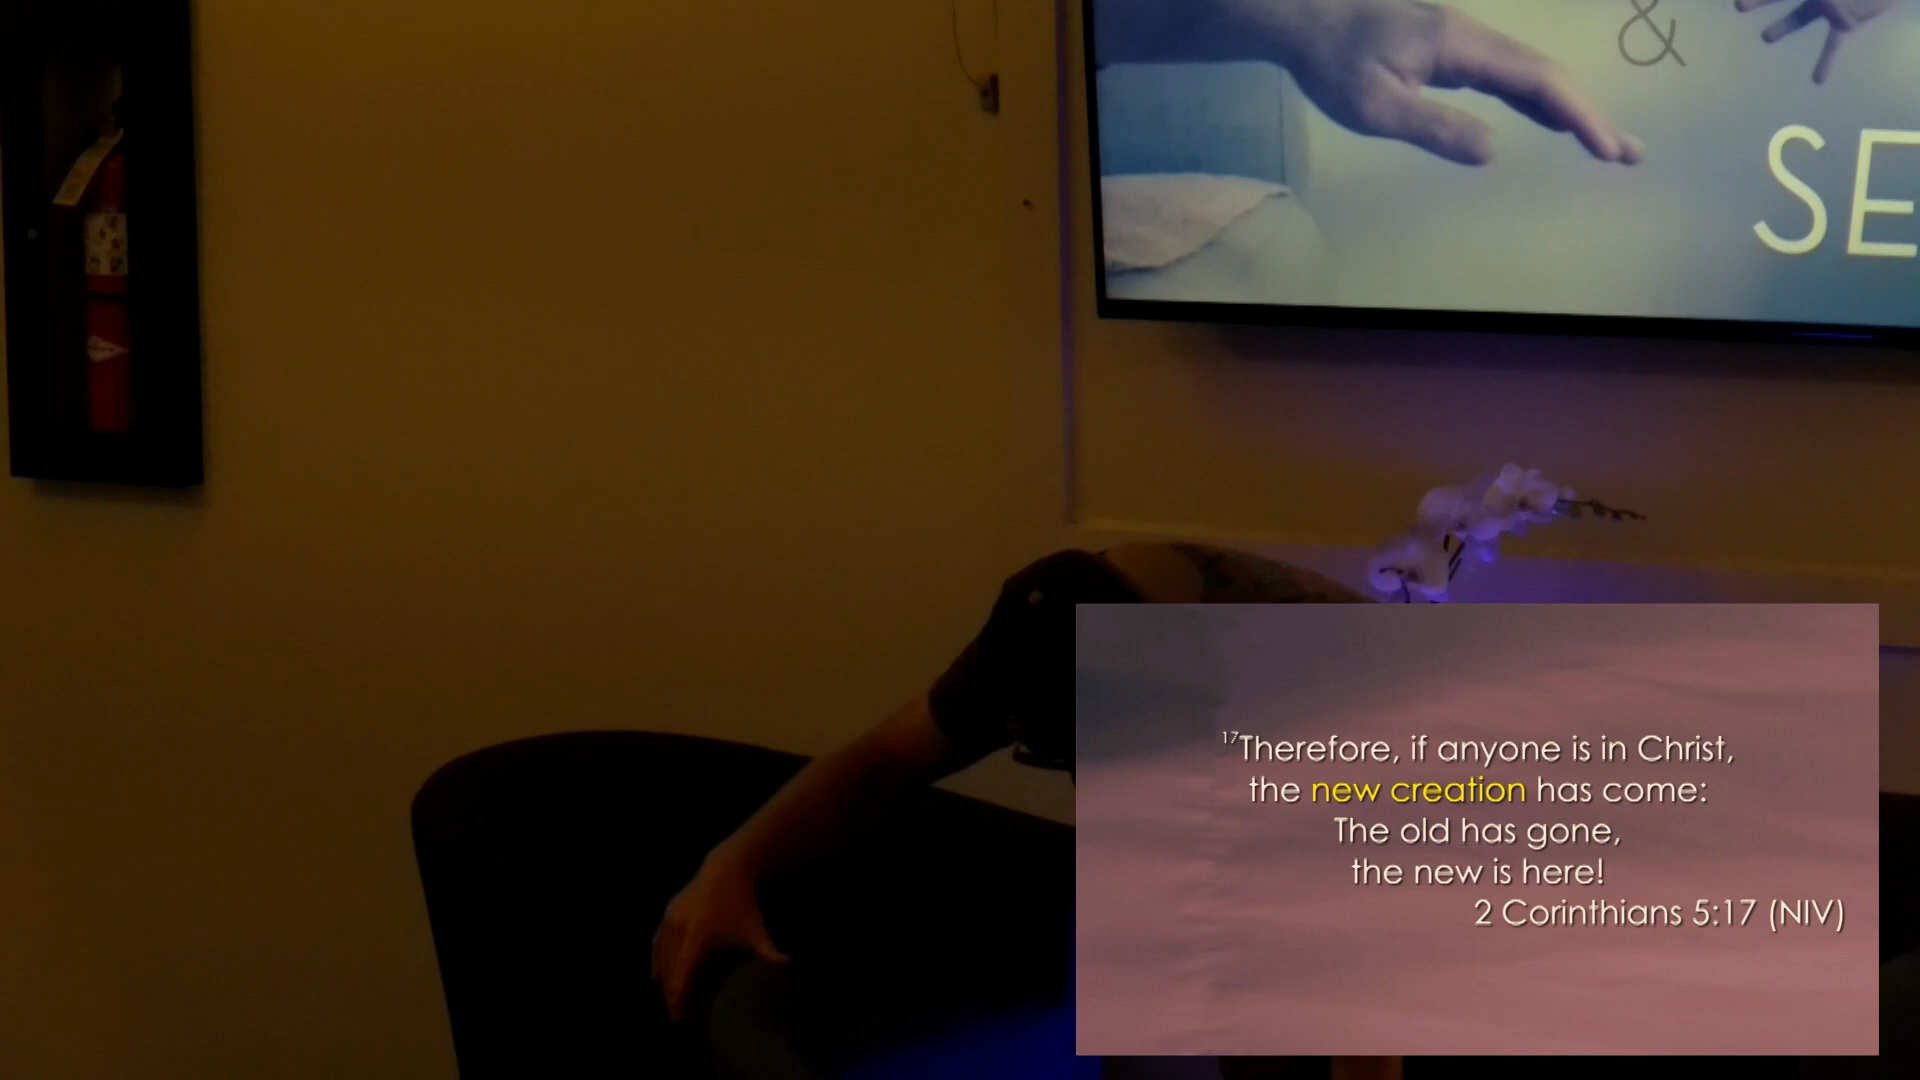 &
SE
¹⁷Therefore, if anyone is in Christ,
the new creation has come:
The old has gone,
the new is here!
2 Corinthians 5:17 (NIV)